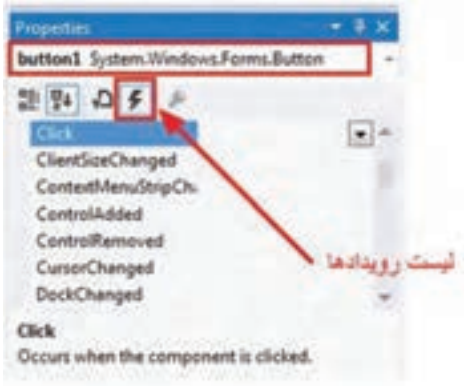 Properties
button1 System.Windows.Forms.Button
Click
ClientSizeChanged
ContextMenuStripCh
ControlAdded
ControlRemoved
CursorChanged
DockChanged
لیست رویدادها
Click
Occurs when the component is clicked.